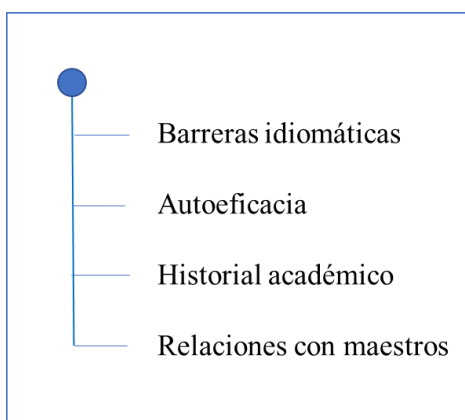 Barreras idiomáticas
Autoeficacia
Historial académico
Relaciones con maestros